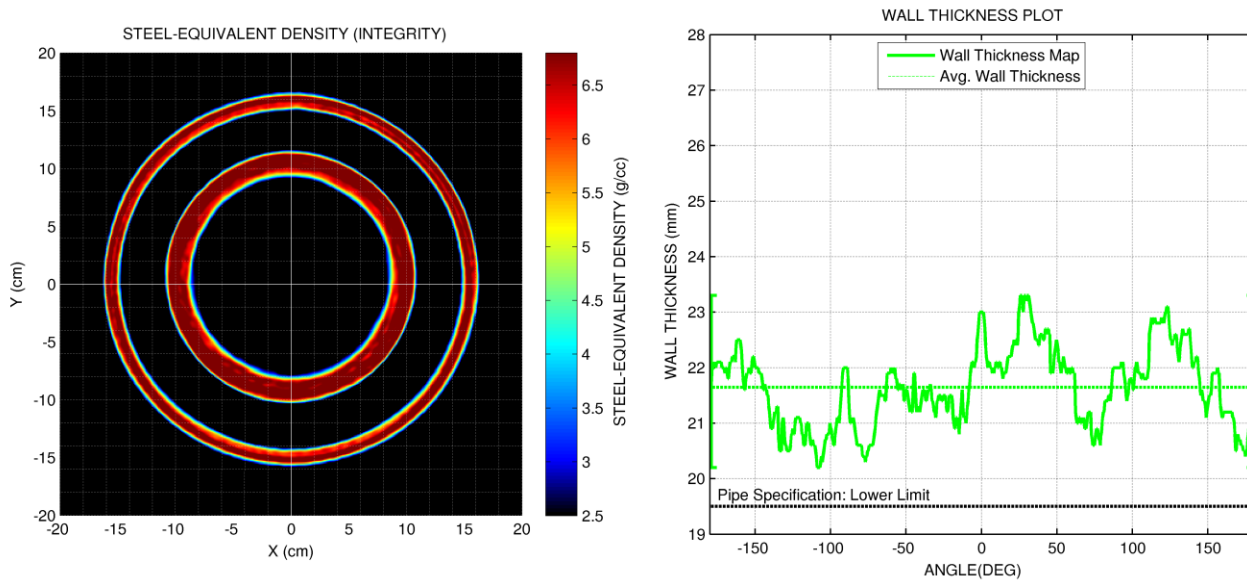 STEEL-EQUIVALENT DENSITY (INTEGRITY)
20
15
10
5
0
-5
-10
-15
-20
Y (cm)
-20 -15 -10 -5 0 5 10 15 20
X (cm)
6.5
6
5.5
5
4.5
4
3.5
3
2.5
STEEL-EQUIVALENT DENSITY (g/cc)
WALL THICKNESS PLOT
Wall Thickness Map
Avg. Wall Thickness
28
27
26
25
24
23
22
21
20
19
WALL THICKNESS (mm)
Pipe Specification: Lower Limit
-150 -100 -50 0 50 100 150
ANGLE(DEG)